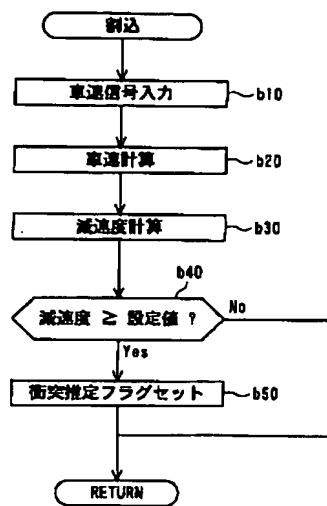 割込
車速信号入力
b10
車速計算
b20
減速度計算
b30
b40
減速度 ≧ 設定値 ?
No
Yes
衝突推定フラグセット
b50
RETURN